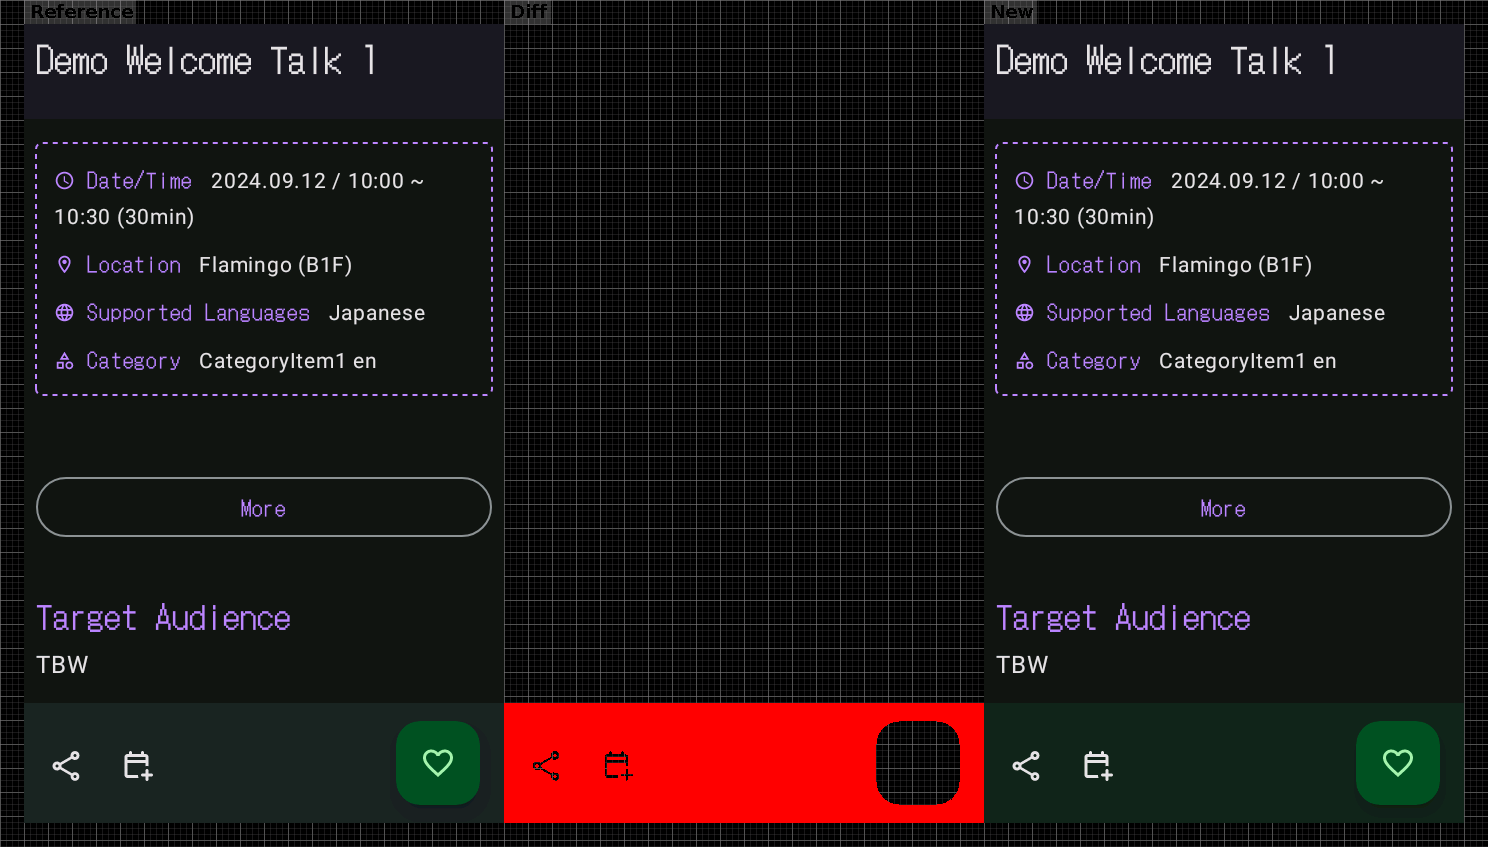 Reference
Diff
New
Demo Welcome Talk 1
Date/Time 2024.09.12 / 10:00 ~
10:30 (30min)
Location Flamingo (B1F)
Supported Languages Japanese
Category CategoryItem1 en
More
Target Audience
TBW
Demo Welcome Talk 1
Date/Time 2024.09.12 / 10:00 ~
10:30 (30min)
Location Flamingo (B1F)
Supported Languages Japanese
Category CategoryItem1 en
More
Target Audience
TBW